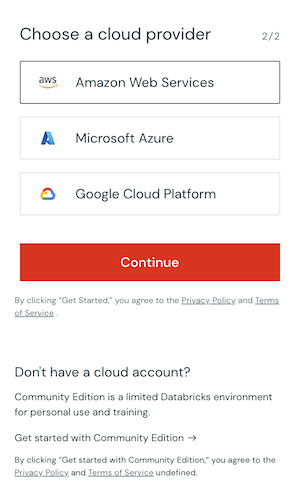 Choose a cloud provider 2/2
aws Amazon Web Services
Microsoft Azure
Google Cloud Platform
Continue
By clicking “Get Started,” you agree to the Privacy Policy and Terms
of Service .
Don't have a cloud account?
Community Edition is a limited Databricks environment
for personal use and training.
Get started with Community Edition →
By clicking “Get started with Community Edition,” you agree to the
Privacy Policy and Terms of Service undefined.